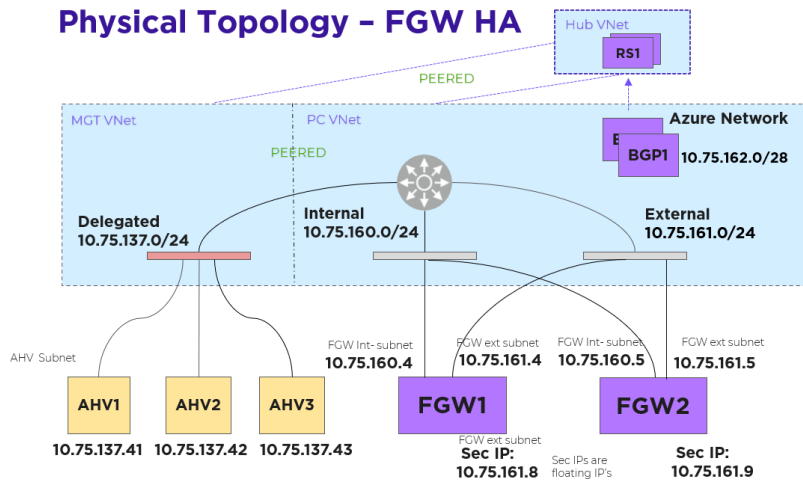 Physical Topology – FGW HA
Hub VNet
RS1
PEERED
MGT VNet
PC VNet
Azure Network
PEERED
B
BGP1
10.75.162.0/28
Delegated
10.75.137.0/24
Internal
10.75.160.0/24
External
10.75.161.0/24
AHV Subnet
FGW Int- subnet
10.75.160.4
FGW ext subnet
10.75.161.4
FGW Int- subnet
10.75.160.5
FGW ext subnet
10.75.161.5
AHV1
AHV2
AHV3
FGW1
FGW2
10.75.137.41
10.75.137.42
10.75.137.43
FGW ext subnet
Sec IP:
10.75.161.8
Sec IPs are
floating IP's
Sec IP:
10.75.161.9